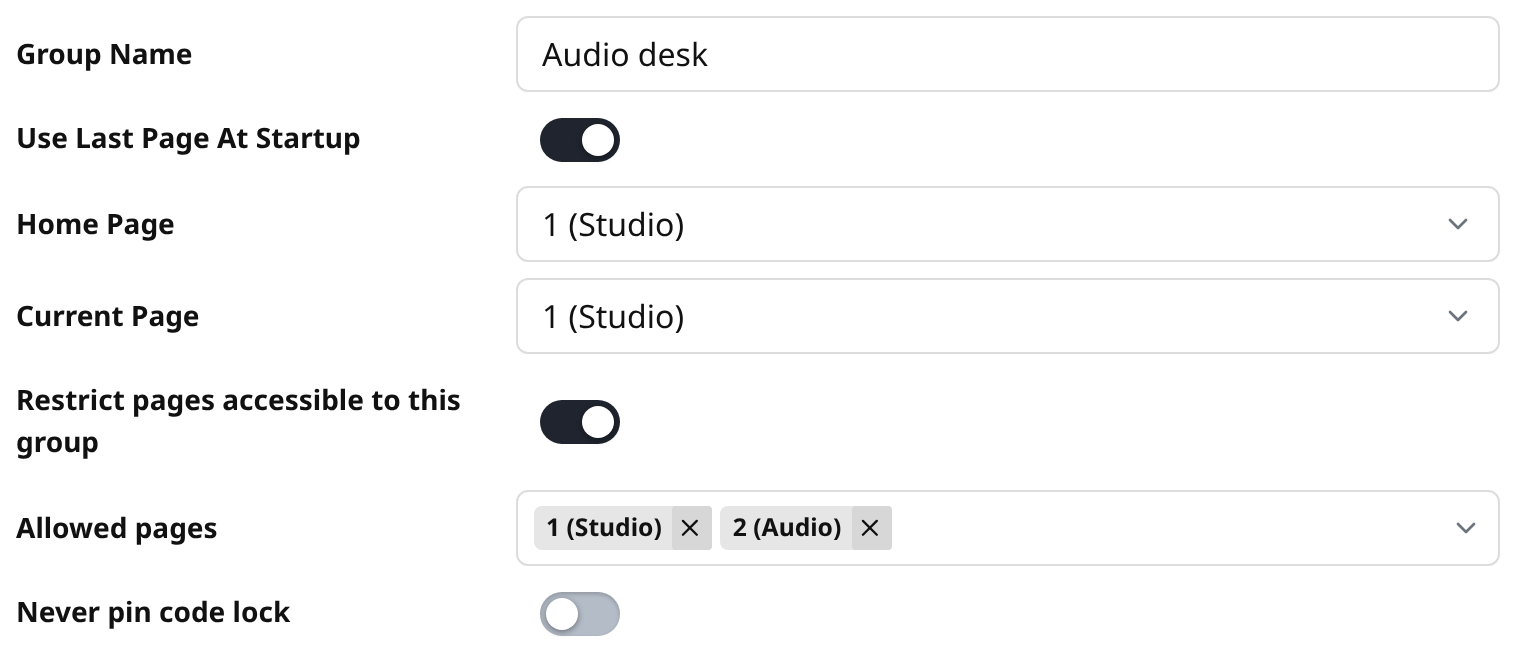 Group Name
Audio desk
Use Last Page At Startup
Home Page
1 (Studio)
Current Page
1 (Studio)
Restrict pages accessible to this
group
Allowed pages
1 (Studio) 2 (Audio)
Never pin code lock